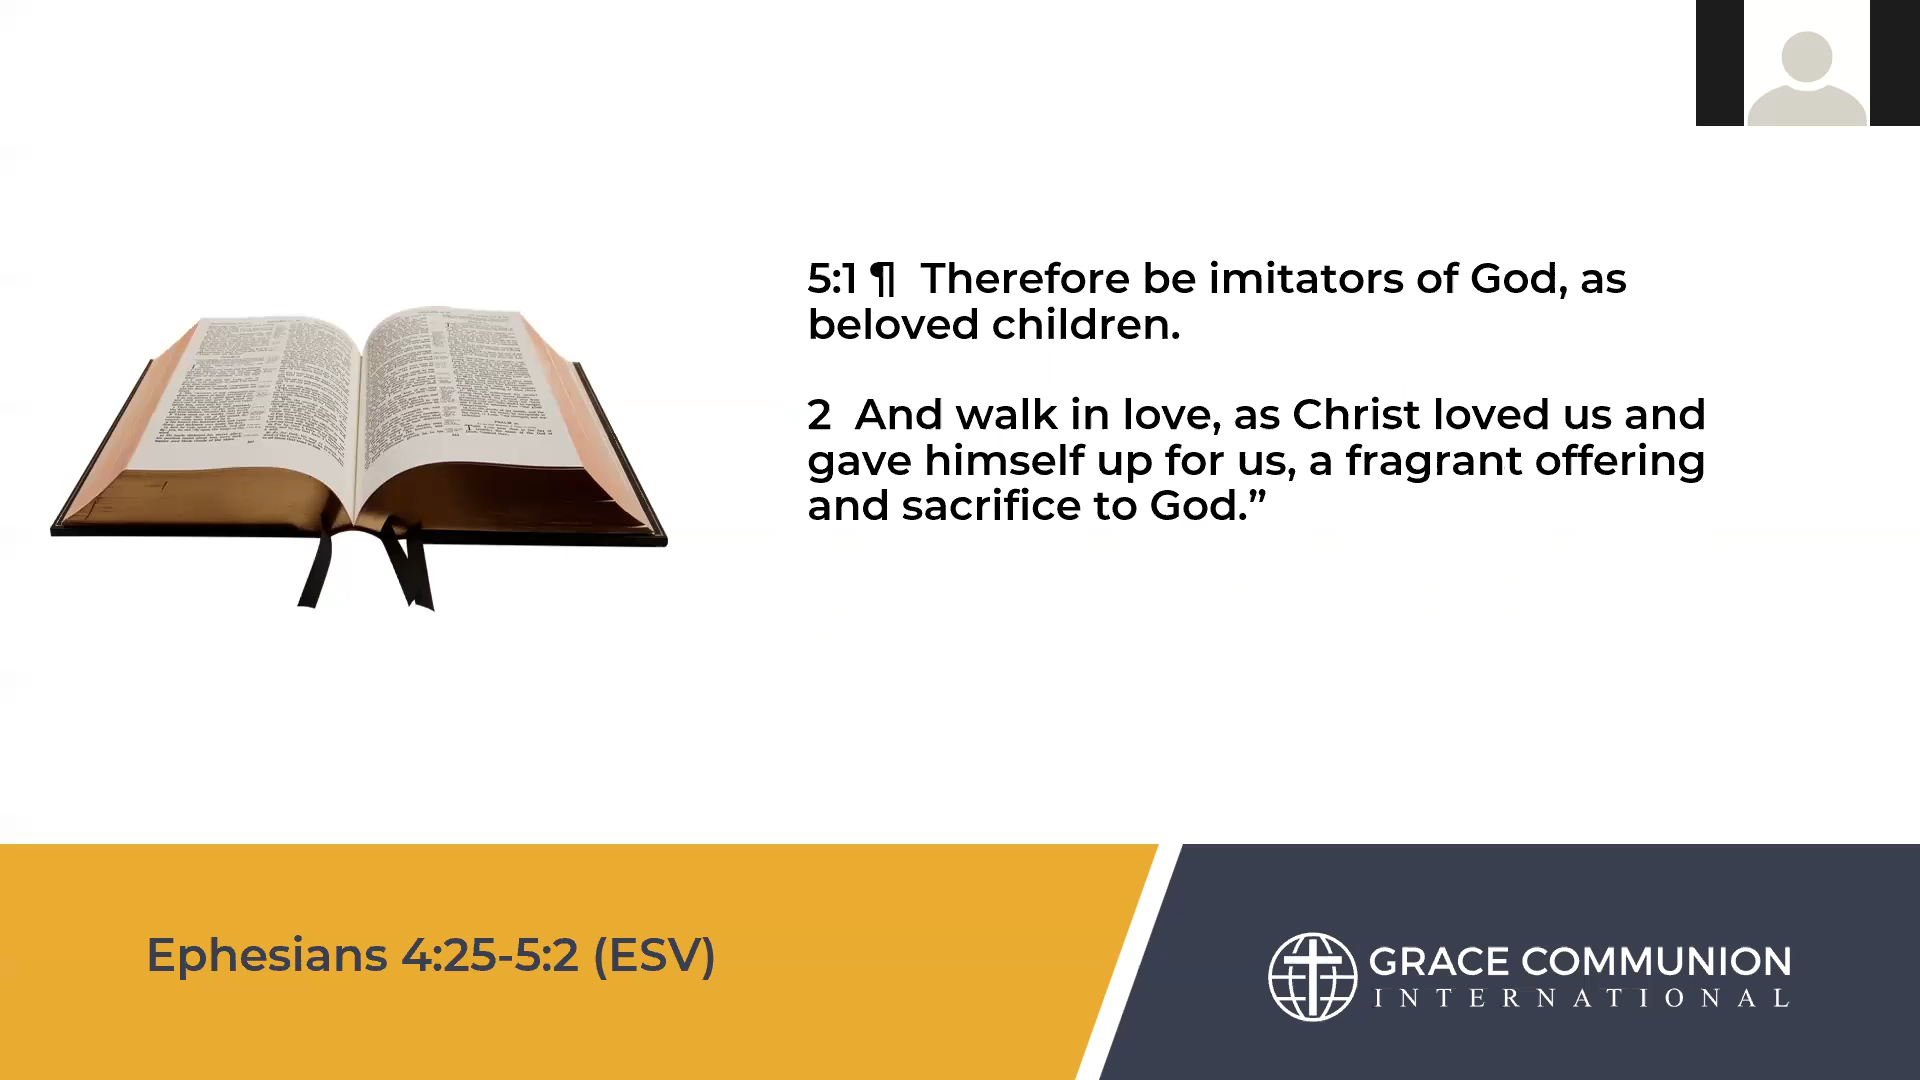 5:1 ¶ Therefore be imitators of God, as
beloved children.
2 And walk in love, as Christ loved us and
gave himself up for us, a fragrant offering
and sacrifice to God.”
Ephesians 4:25-5:2 (ESV)
GRACE COMMUNION
INTERNATIONAL